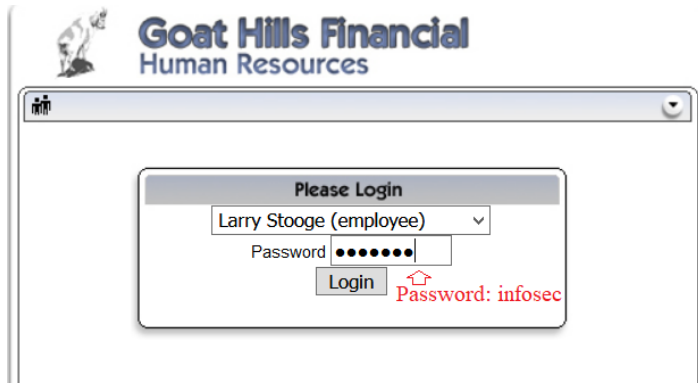 Goat Hills Financial
Human Resources
Please Login
Larry Stooge (employee)
Password •••••••
Login
Password: infosec